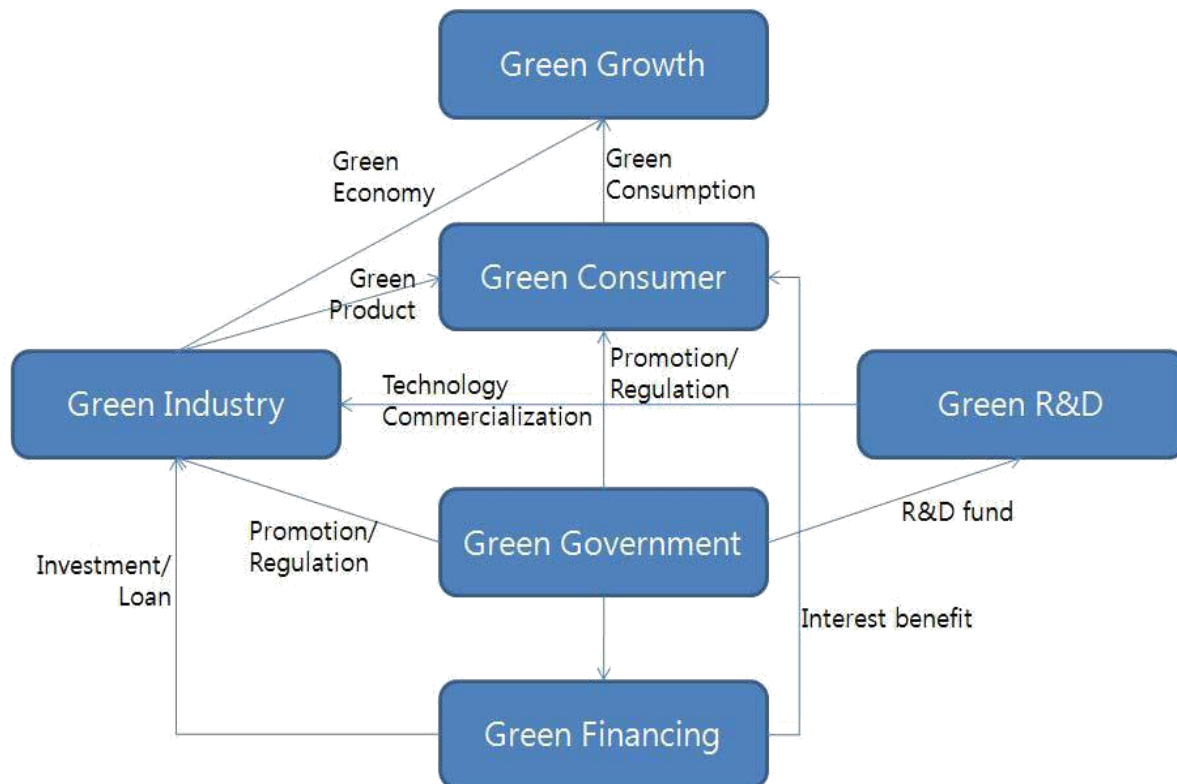 Green Growth
Green
Economy
Green
Consumption
Green Consumer
Green
Product
Promotion/
Regulation
Green Industry
Technology
Commercialization
Green R&D
Promotion/
Regulation
Green Government
R&D fund
Investment/
Loan
Interest benefit
Green Financing